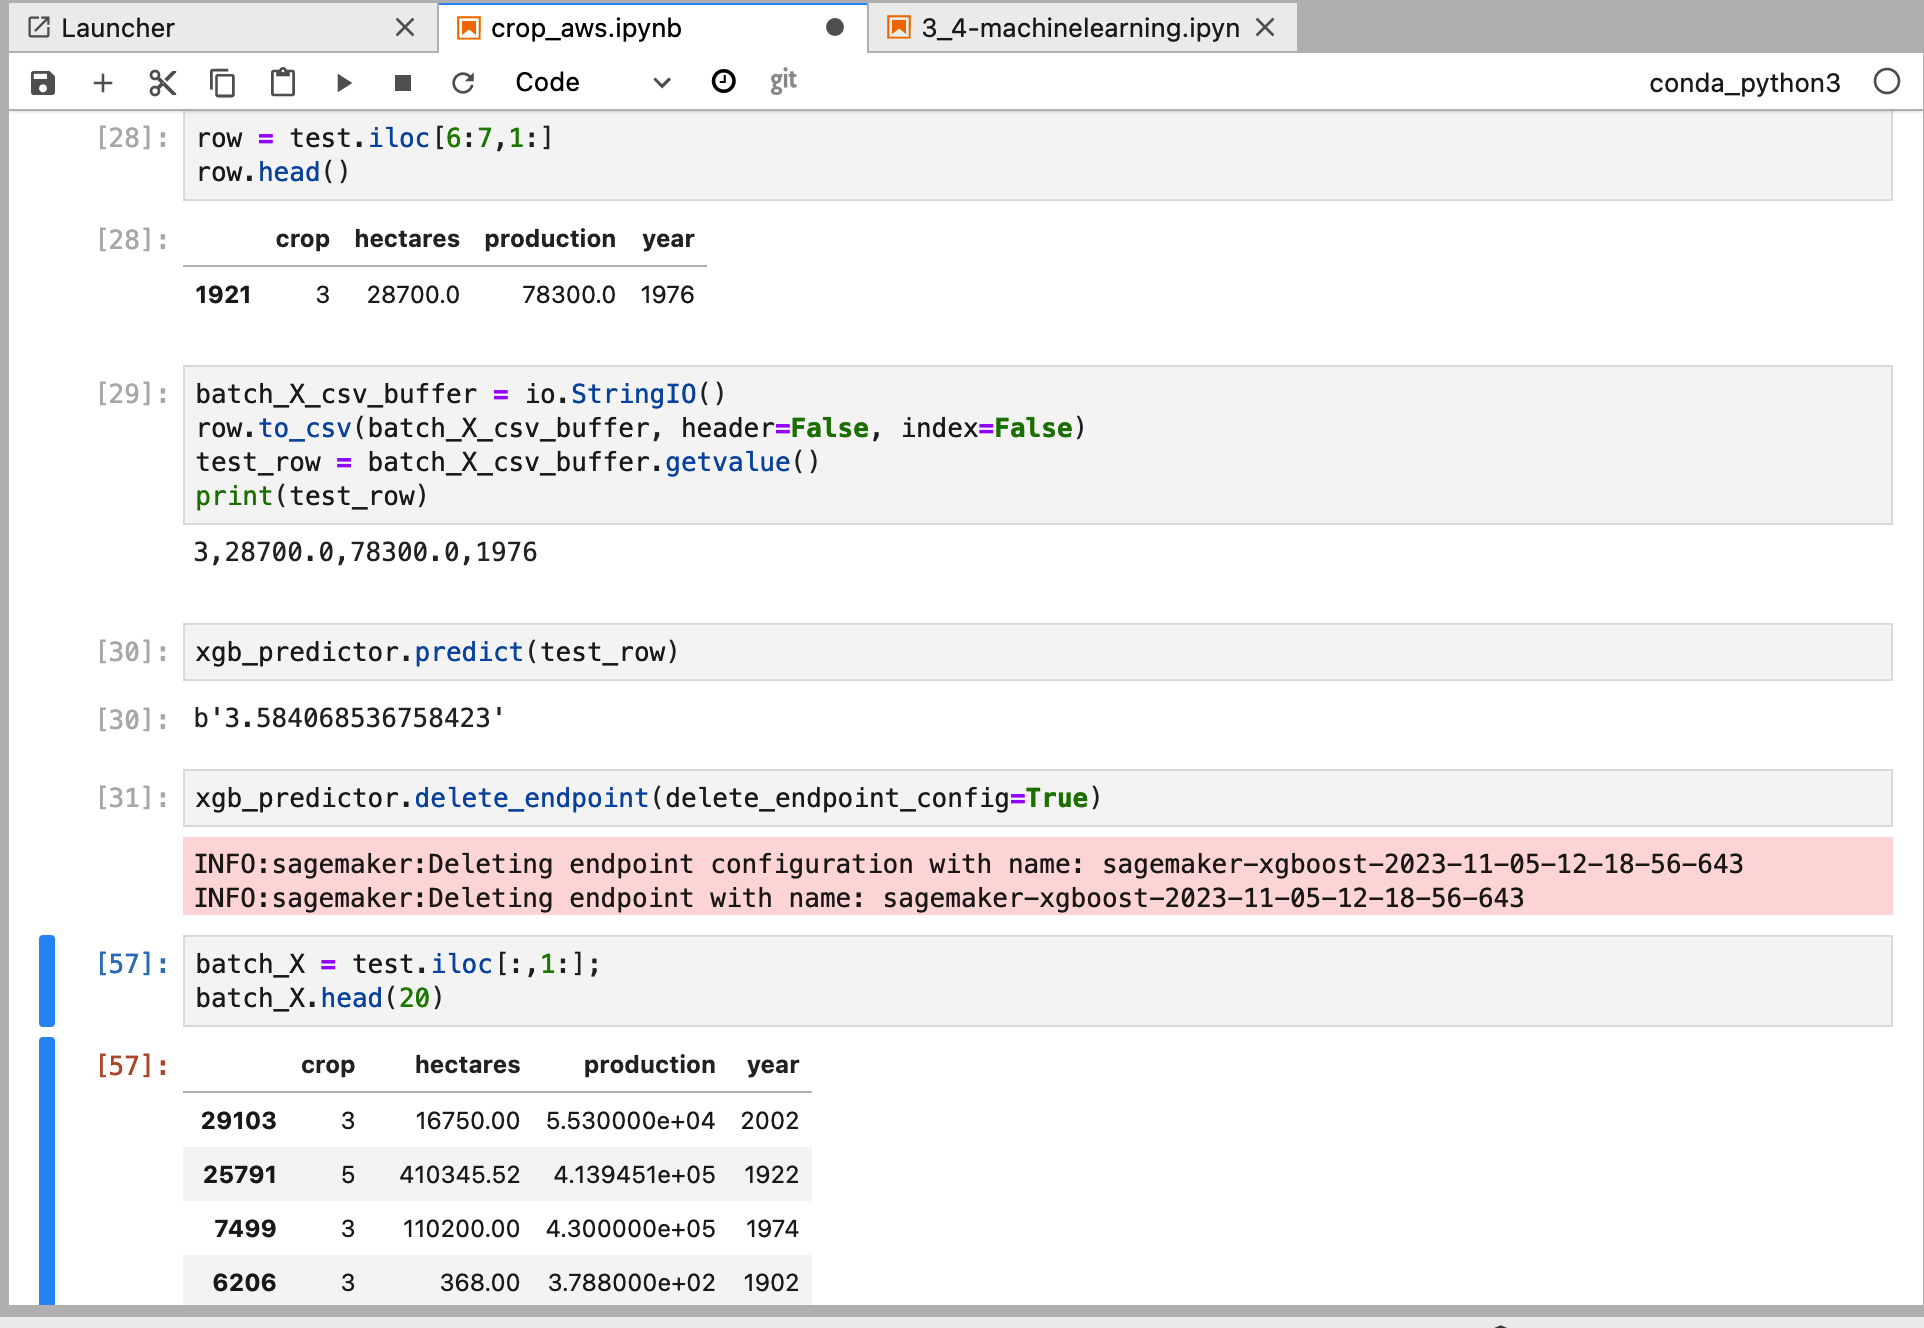 Launcher
crop_aws.ipynb
3_4-machinelearning.ipyn
Code
git
conda_python3
[28]:
row = test.iloc[6:7,1:]
row.head()
[28]:
crop hectares production year
1921 3 28700.0 78300.0 1976
[29]:
batch_X_csv_buffer = io.StringIO()
row.to_csv(batch_X_csv_buffer, header=False, index=False)
test_row = batch_X_csv_buffer.getvalue()
print(test_row)
3,28700.0,78300.0,1976
[30]:
xgb_predictor.predict(test_row)
[30]:
b'3.584068536758423'
[31]:
xgb_predictor.delete_endpoint(delete_endpoint_config=True)
INFO:sagemaker:Deleting endpoint configuration with name: sagemaker-xgboost-2023-11-05-12-18-56-643
INFO:sagemaker:Deleting endpoint with name: sagemaker-xgboost-2023-11-05-12-18-56-643
[57]:
batch_X = test.iloc[:,1:];
batch_X.head(20)
[57]:
crop hectares production year
29103 3 16750.00 5.530000e+04 2002
25791 5 410345.52 4.139451e+05 1922
7499 3 110200.00 4.300000e+05 1974
6206 3 368.00 3.788000e+02 1902